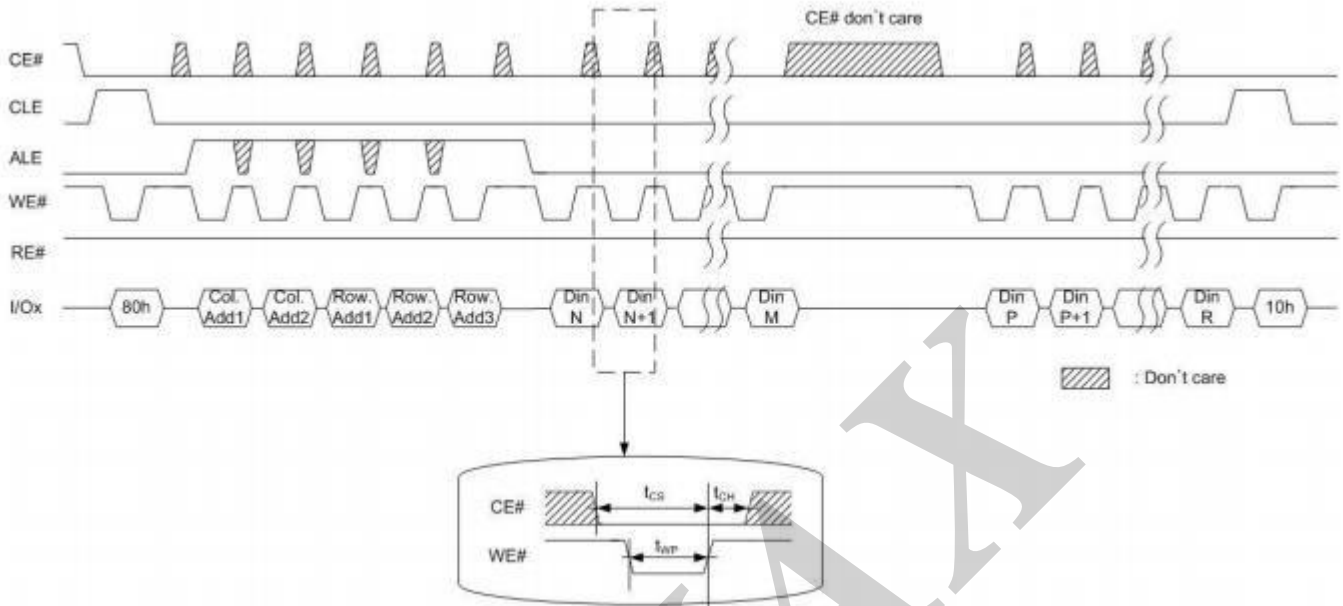 CE# don`t care
CE#
CLE
ALE
WE#
RE#
I/Ox
80h
Col. Add1
Col. Add2
Row. Add1
Row. Add2
Row. Add3
Din N
Din N+1
Din M
Din P
Din P+1
Din R
10h
: Don`t care
CE#
tCS
tCH
WE#
tWP